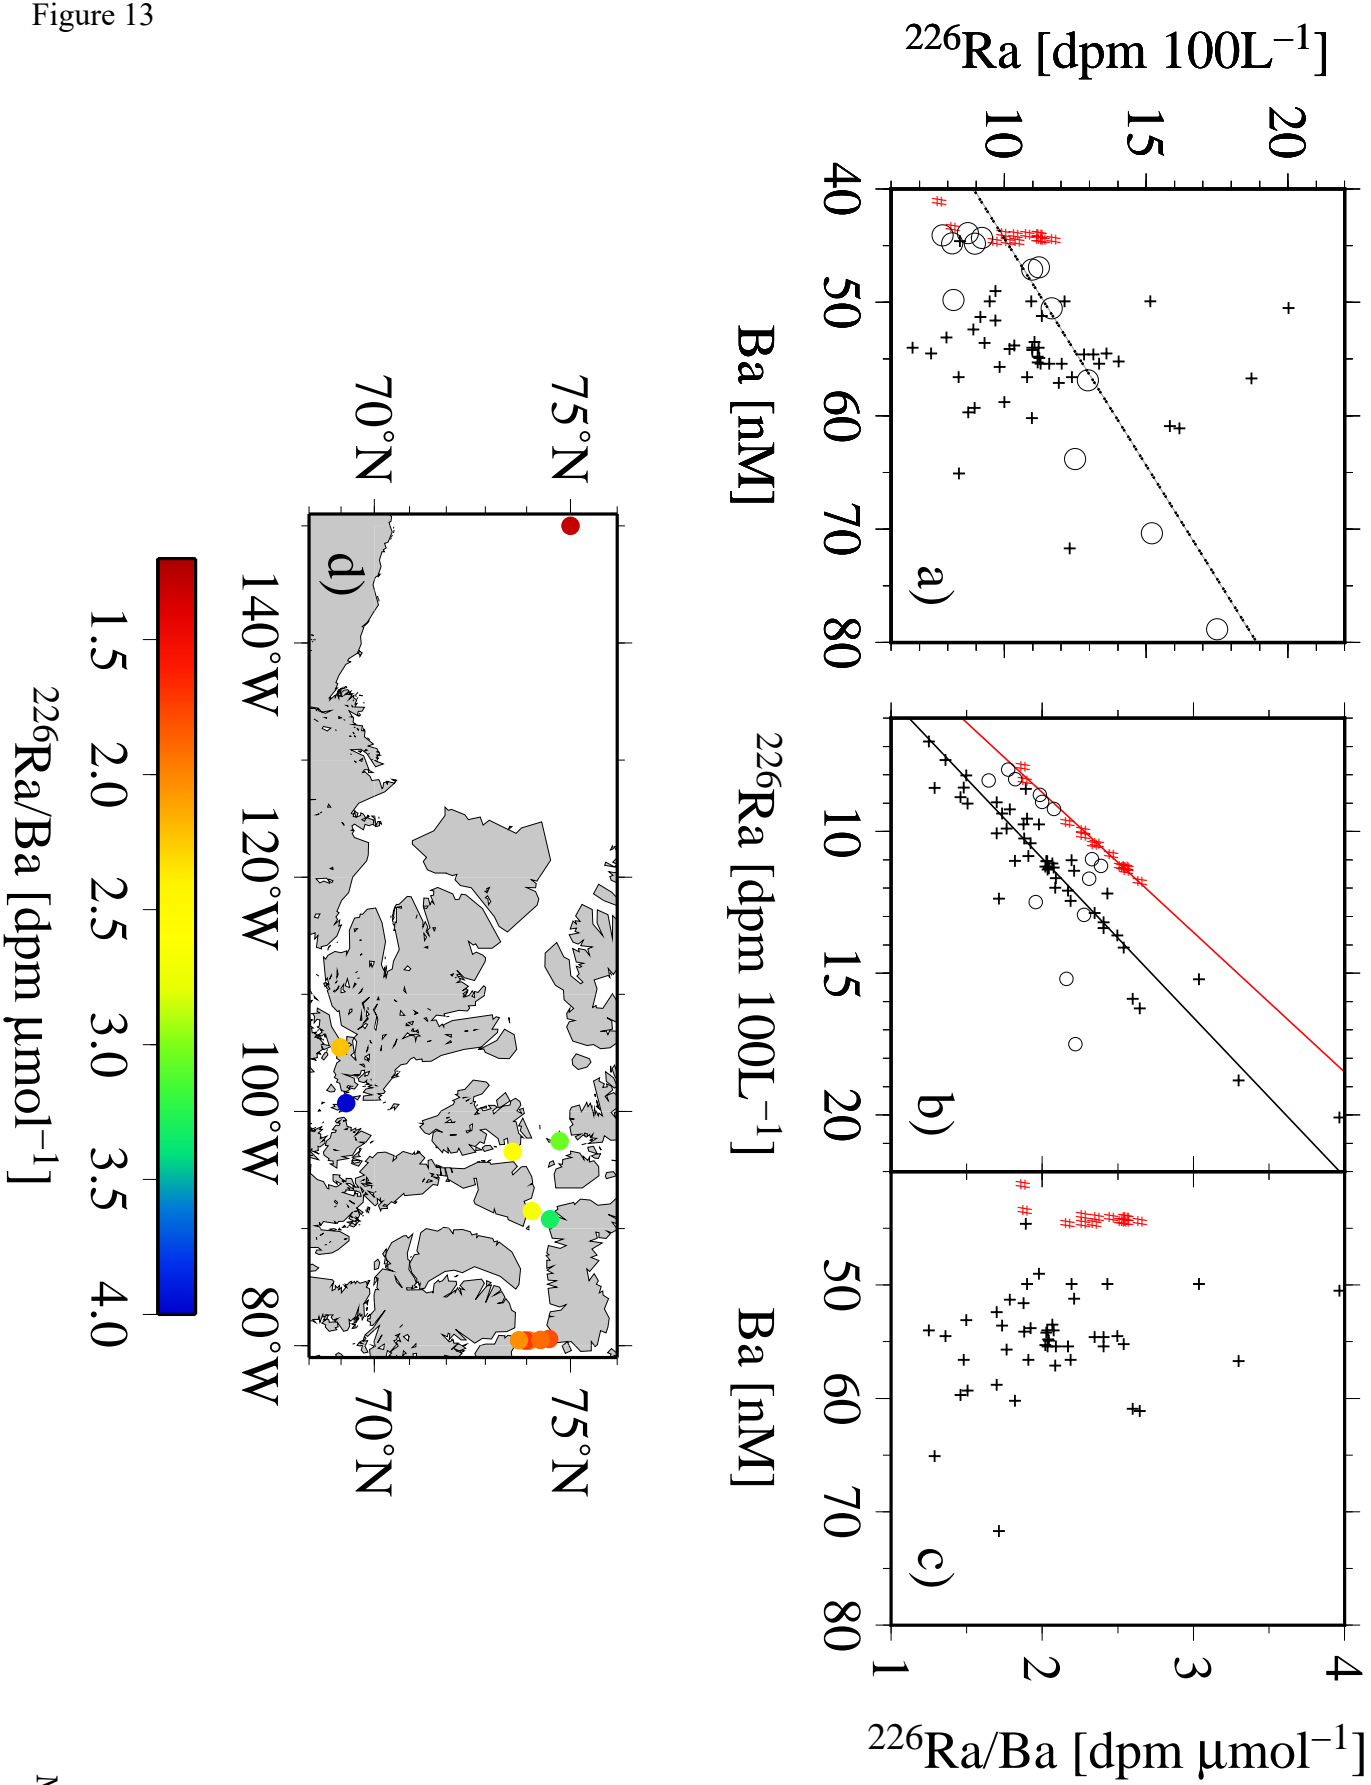 Figure 13
²²⁶Ra [dpm 100L⁻¹]
10 15 20
40 50 60 70 80
Ba [nM]
a)
10 15 20
²²⁶Ra [dpm 100L⁻¹]
b)
50 60 70 80
Ba [nM]
c)
1 2 3 4
²²⁶Ra/Ba [dpm μmol⁻¹]
70°N 75°N
d)
140°W 120°W 100°W 80°W
70°N 75°N
1.5 2.0 2.5 3.0 3.5 4.0
²²⁶Ra/Ba [dpm μmol⁻¹]